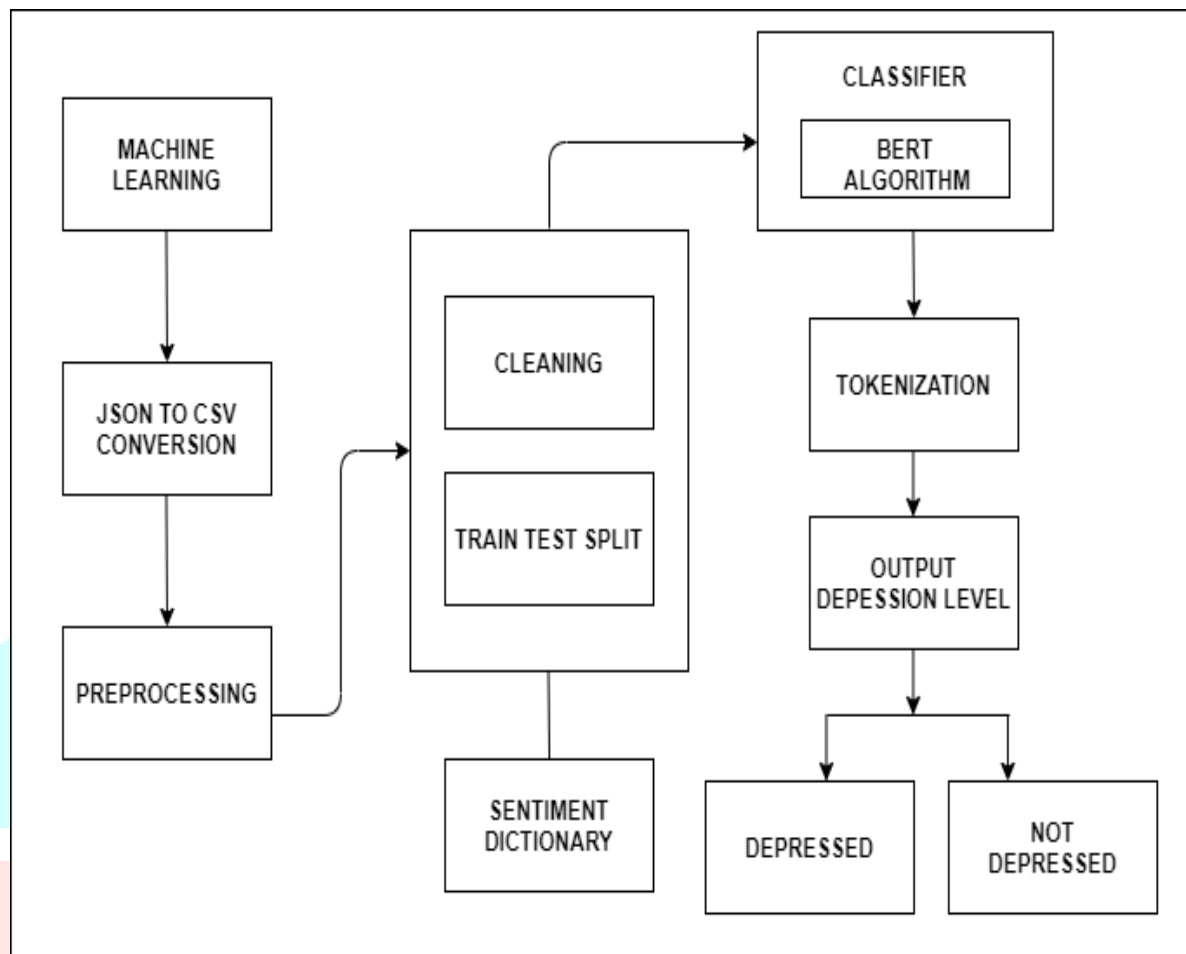 MACHINE
LEARNING
JSON TO CSV
CONVERSION
PREPROCESSING
CLEANING
TRAIN TEST SPLIT
SENTIMENT
DICTIONARY
CLASSIFIER
BERT
ALGORITHM
TOKENIZATION
OUTPUT
DEPESSION LEVEL
DEPRESSED
NOT
DEPRESSED